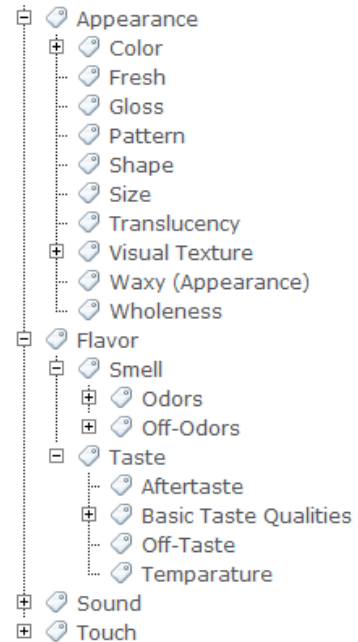 Appearance
Color
Fresh
Gloss
Pattern
Shape
Size
Translucency
Visual Texture
Waxy (Appearance)
Wholeness
Flavor
Smell
Odors
Off-Odors
Taste
Aftertaste
Basic Taste Qualities
Off-Taste
Temparature
Sound
Touch